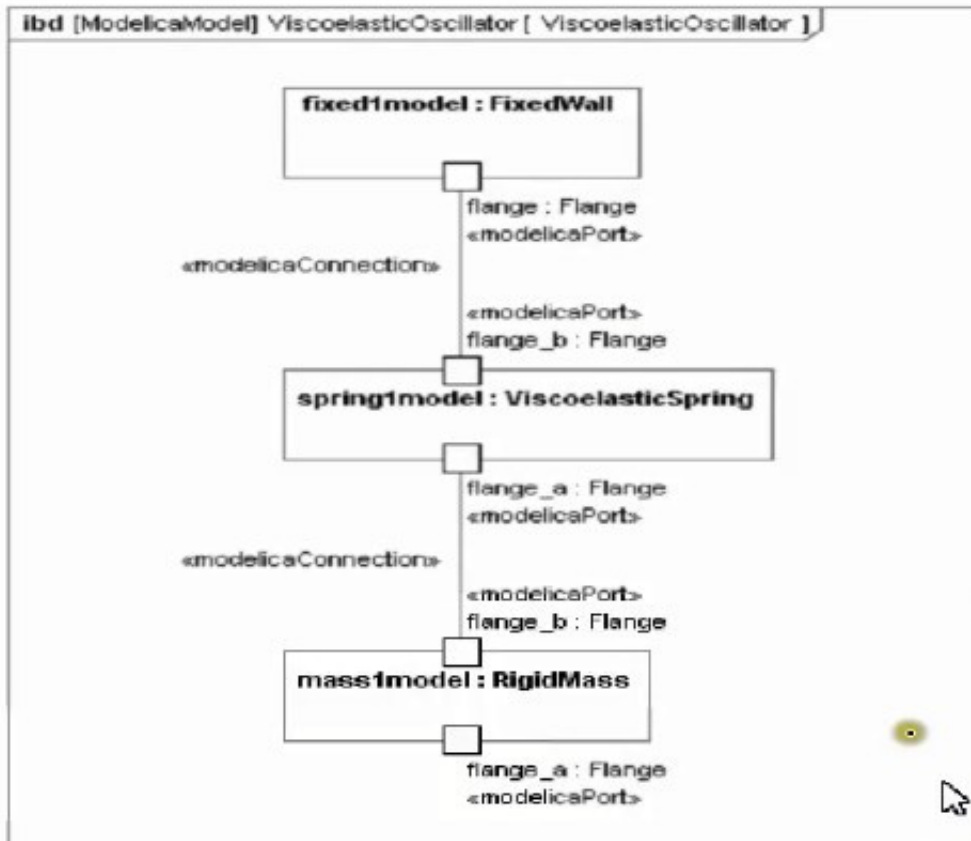 ibd [ModelicaModel] ViscoelasticOscillator [ ViscoelasticOscillator ]
fixed1model : FixedWall
flange : Flange
«modelicaPort»
«modelicaConnection»
«modelicaPort»
flange_b : Flange
spring1model : ViscoelasticSpring
flange_a : Flange
«modelicaPort»
«modelicaConnection»
«modelicaPort»
flange_b : Flange
mass1model : RigidMass
flange_a : Flange
«modelicaPort»